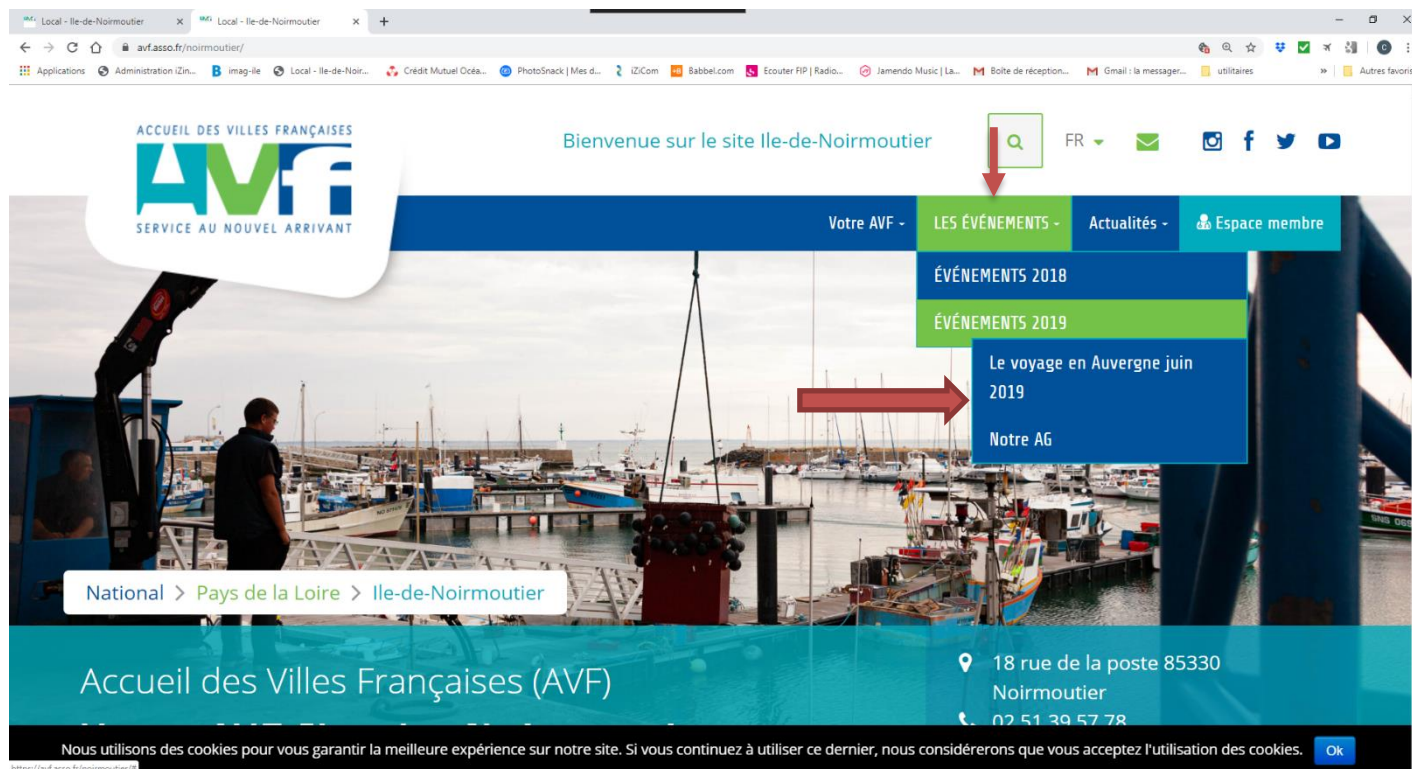 Local - Ile-de-Noirmoutier
Local - Ile-de-Noirmoutier
avf.asso.fr/noirmoutier/
Applications
Administration iZin...
imag-ile
Local - Ile-de-Noir...
Crédit Mutuel Océa...
PhotoSnack | Mes d...
iZiCom
Babbel.com
Ecouter FIP | Radio...
Jamendo Music | La...
Boîte de réception...
Gmail : la messager...
utilitaires
Autres favoris
ACCUEIL DES VILLES FRANÇAISES
AVF
SERVICE AU NOUVEL ARRIVANT
Bienvenue sur le site Ile-de-Noirmoutier
FR
Votre AVF
LES ÉVÉNEMENTS
Actualités
Espace membre
ÉVÉNEMENTS 2018
ÉVÉNEMENTS 2019
Le voyage en Auvergne juin
2019
Notre AG
National > Pays de la Loire > Ile-de-Noirmoutier
Accueil des Villes Françaises (AVF)
18 rue de la poste 85330
Noirmoutier
02 51 39 57 78
Nous utilisons des cookies pour vous garantir la meilleure expérience sur notre site. Si vous continuez à utiliser ce dernier, nous considérerons que vous acceptez l'utilisation des cookies.
Ok